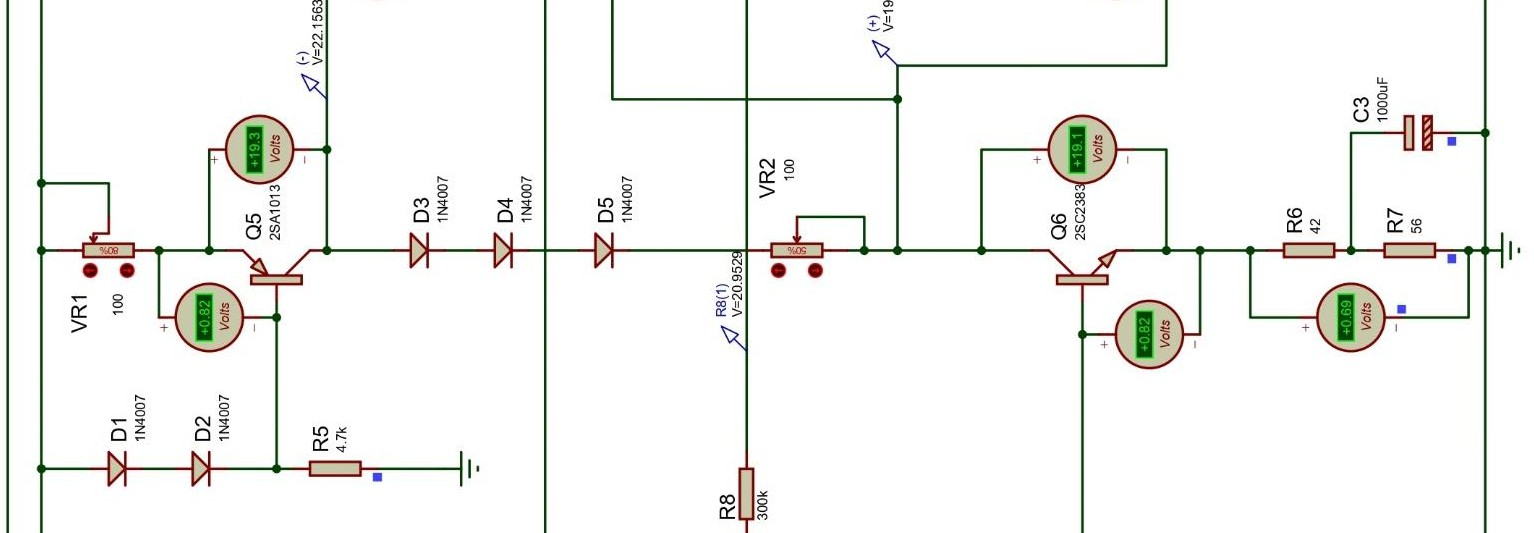 V=22.1563
(-)
V=19
(+)
+19.3
Volts
+
-
Q5
2SA1013
D3
1N4007
D4
1N4007
D5
1N4007
VR2
100
50%
+19.1
Volts
+
-
Q6
2SC2383
C3
1000uF
R6
42
R7
56
80%
VR1
100
+0.82
Volts
+
-
R8(1)
V=20.9529
+0.82
Volts
+
-
+0.69
Volts
+
-
D1
1N4007
D2
1N4007
R5
4.7k
R8
300k